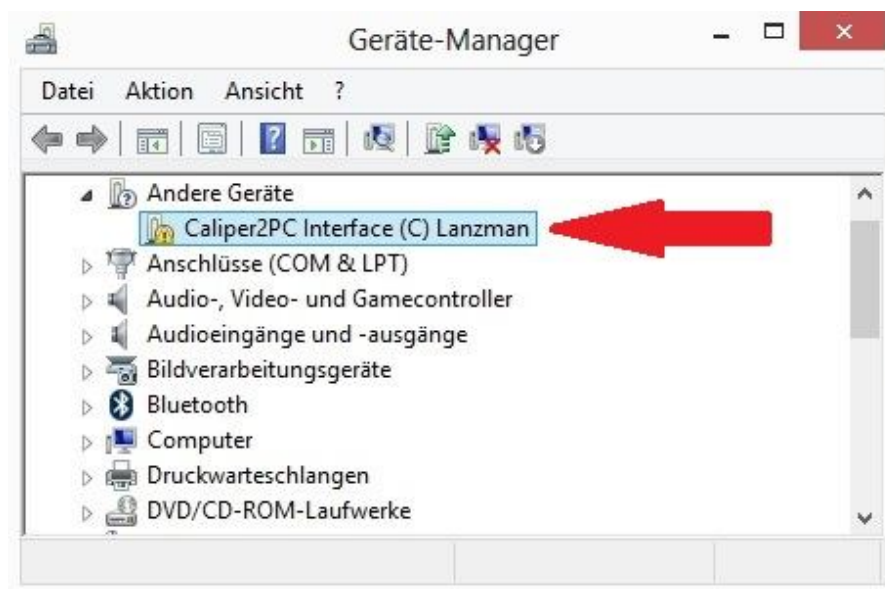 Geräte-Manager
Datei Aktion Ansicht ?
Andere Geräte
Caliper2PC Interface (C) Lanzman
Anschlüsse (COM & LPT)
Audio-, Video- und Gamecontroller
Audioeingänge und -ausgänge
Bildverarbeitungsgeräte
Bluetooth
Computer
Druckwarteschlangen
DVD/CD-ROM-Laufwerke